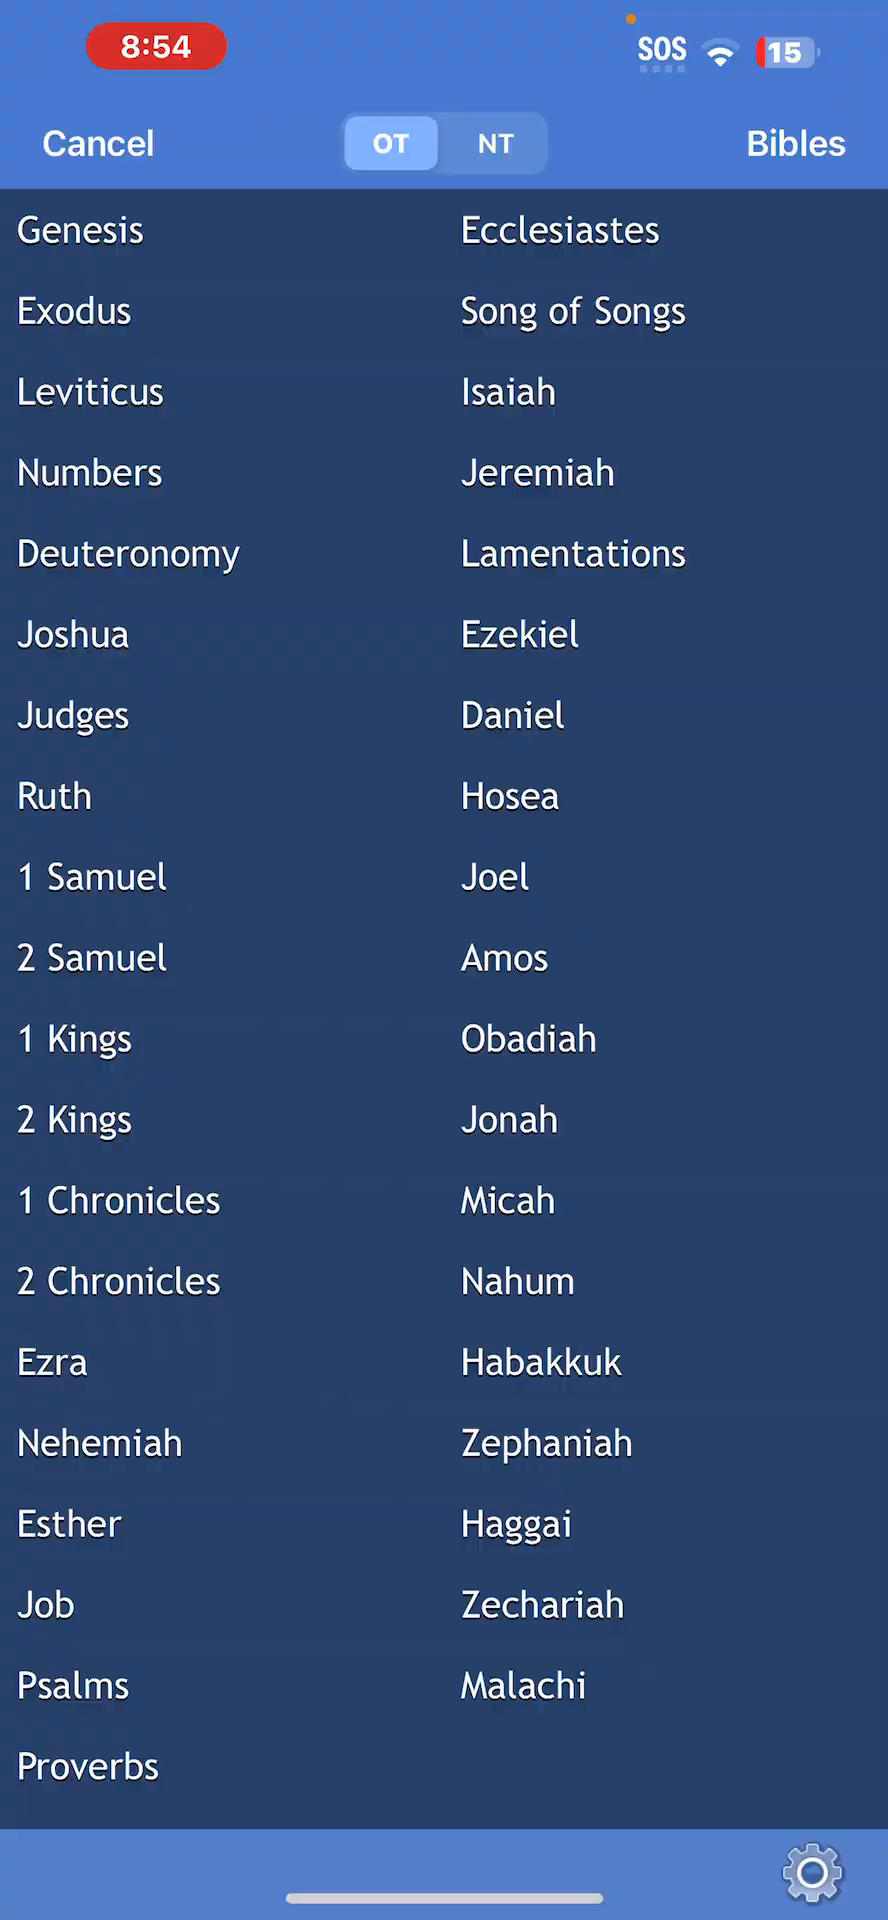 8:54
SOS
15
Cancel
OT
NT
Bibles
Genesis
Exodus
Leviticus
Numbers
Deuteronomy
Joshua
Judges
Ruth
1 Samuel
2 Samuel
1 Kings
2 Kings
1 Chronicles
2 Chronicles
Ezra
Nehemiah
Esther
Job
Psalms
Proverbs
Ecclesiastes
Song of Songs
Isaiah
Jeremiah
Lamentations
Ezekiel
Daniel
Hosea
Joel
Amos
Obadiah
Jonah
Micah
Nahum
Habakkuk
Zephaniah
Haggai
Zechariah
Malachi